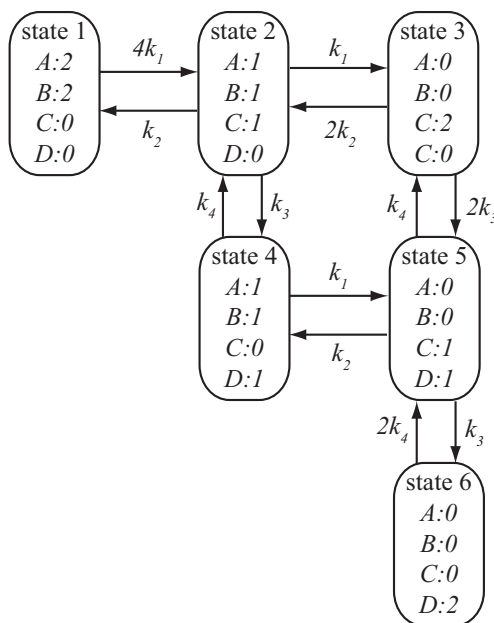 state 1
A:2
B:2
C:0
D:0
4k₁
k₂
state 2
A:1
B:1
C:1
D:0
k₁
2k₂
state 3
A:0
B:0
C:2
C:0
k₄
k₃
k₄
2k₃
state 4
A:1
B:1
C:0
D:1
k₁
k₂
state 5
A:0
B:0
C:1
D:1
2k₄
k₃
state 6
A:0
B:0
C:0
D:2